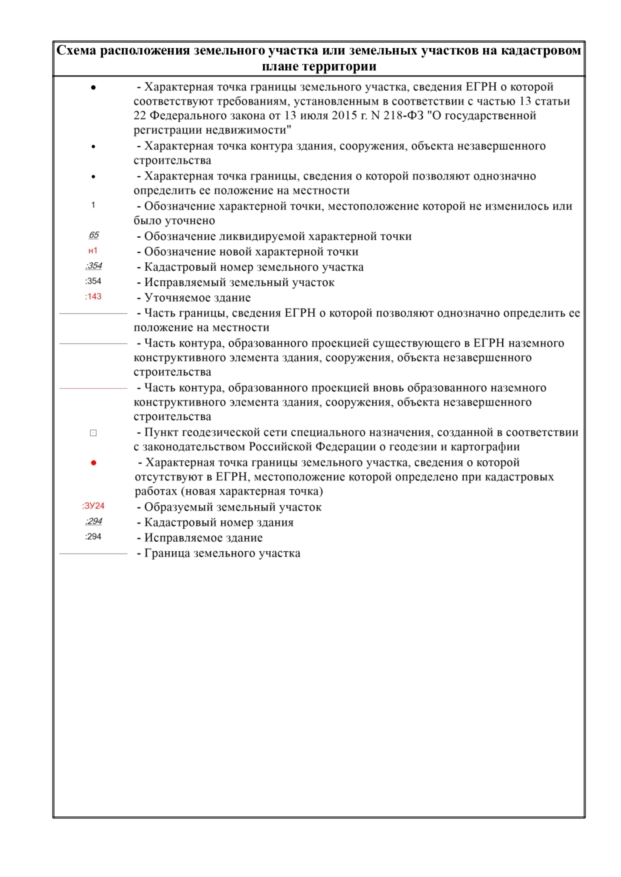 Схема расположения земельного участка или земельных участков на кадастровом
плане территории
- Характерная точка границы земельного участка, сведения ЕГРН о которой
соответствуют требованиям, установленным в соответствии с частью 13 статьи
22 Федерального закона от 13 июля 2015 г. N 218-ФЗ "О государственной
регистрации недвижимости"
- Характерная точка контура здания, сооружения, объекта незавершенного
строительства
- Характерная точка границы, сведения о которой позволяют однозначно
определить ее положение на местности
1 - Обозначение характерной точки, местоположение которой не изменилось или
было уточнено
65 - Обозначение ликвидируемой характерной точки
н1 - Обозначение новой характерной точки
:354 - Кадастровый номер земельного участка
:354 - Исправляемый земельный участок
:143 - Уточняемое здание
- Часть границы, сведения ЕГРН о которой позволяют однозначно определить ее
положение на местности
- Часть контура, образованного проекцией существующего в ЕГРН наземного
конструктивного элемента здания, сооружения, объекта незавершенного
строительства
- Часть контура, образованного проекцией вновь образованного наземного
конструктивного элемента здания, сооружения, объекта незавершенного
строительства
- Пункт геодезической сети специального назначения, созданной в соответствии
с законодательством Российской Федерации о геодезии и картографии
- Характерная точка границы земельного участка, сведения о которой
отсутствуют в ЕГРН, местоположение которой определено при кадастровых
работах (новая характерная точка)
:ЗУ24 - Образуемый земельный участок
:294 - Кадастровый номер здания
:294 - Исправляемое здание
- Граница земельного участка